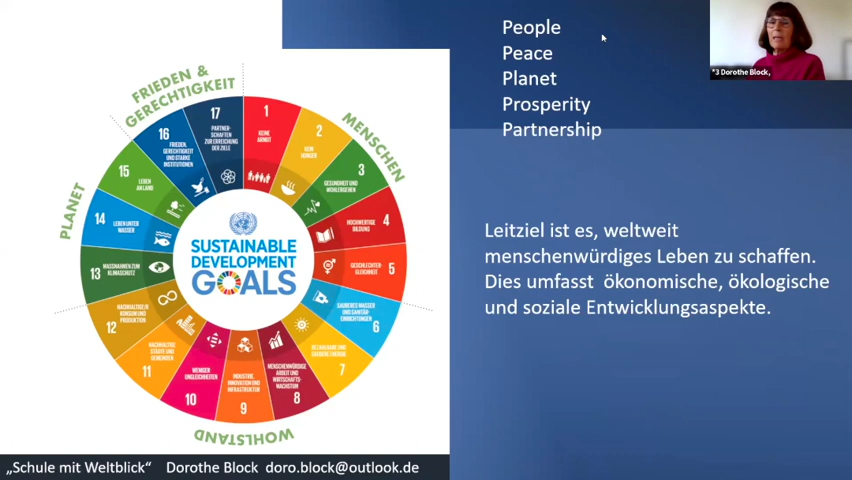 People
Peace
Planet
Prosperity
Partnership
*3 Dorothe Block,
Leitziel ist es, weltweit
menschenwürdiges Leben zu schaffen.
Dies umfasst ökonomische, ökologische
und soziale Entwicklungsaspekte.
FRIEDEN &
GERECHTIGKEIT
MENSCHEN
PLANET
WOHLSTAND
SUSTAINABLE
DEVELOPMENT
GOALS
1
KEINE
ARMUT
2
KEIN
HUNGER
3
GESUNDHEIT UND
WOHLERGEHEN
4
HOCHWERTIGE
BILDUNG
5
GESCHLECHTER-
GLEICHHEIT
6
SAUBERES WASSER
UND SANITÄR-
EINRICHTUNGEN
7
BEZAHLBARE UND
SAUBERE ENERGIE
8
MENSCHENWÜRDIGE
ARBEIT UND
WIRTSCHAFTS-
WACHSTUM
9
INDUSTRIE,
INNOVATION UND
INFRASTRUKTUR
10
WENIGER
UNGLEICHHEITEN
11
NACHHALTIGE
STÄDTE UND
GEMEINDEN
12
NACHHALTIGE/R
KONSUM UND
PRODUKTION
13
MASSNAHMEN ZUM
KLIMASCHUTZ
14
LEBEN UNTER
WASSER
15
LEBEN
AN LAND
16
FRIEDEN,
GERECHTIGKEIT
UND STARKE
INSTITUTIONEN
17
PARTNER-
SCHAFTEN
ZUR ERREICHUNG
DER ZIELE
„Schule mit Weltblick“ Dorothe Block doro.block@outlook.de